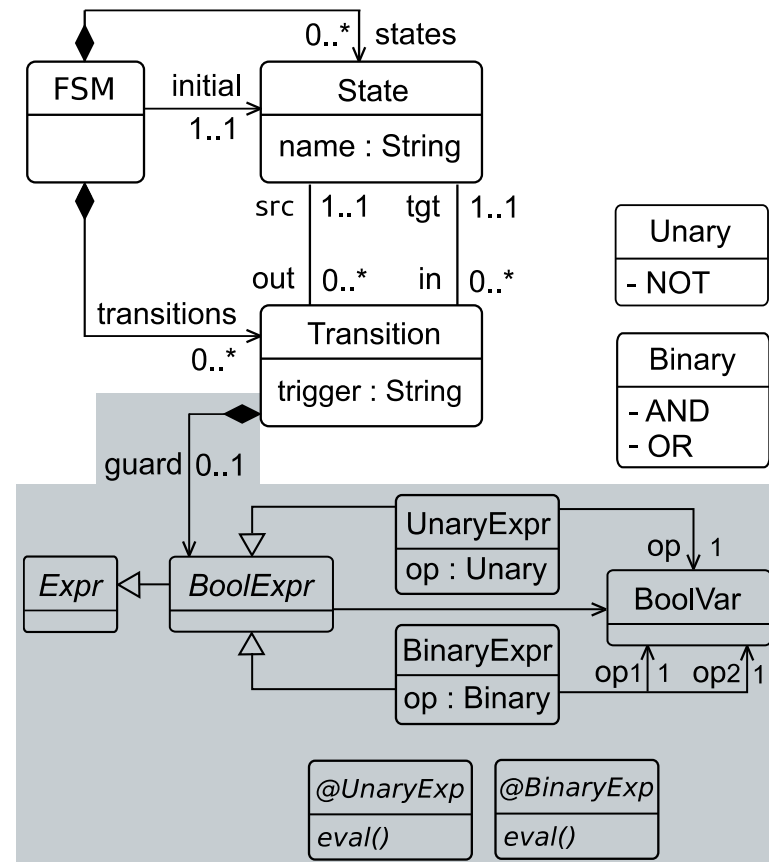 0..* states
FSM
initial
1..1
State
name : String
src 1..1 tgt 1..1
out 0..* in 0..*
transitions
0..*
Transition
trigger : String
Unary
- NOT
Binary
- AND
- OR
guard 0..1
UnaryExpr
op : Unary
op 1
Expr
BoolExpr
BoolVar
BinaryExpr
op : Binary
op1 1 op2 1
@UnaryExp
eval()
@BinaryExp
eval()